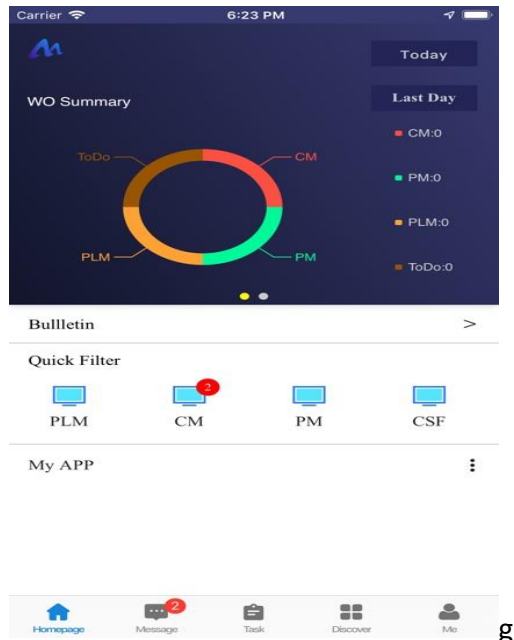 Carrier 6:23 PM
Today
WO Summary
Last Day
CM:0
ToDo CM
PM:0
PLM:0
PLM PM
ToDo:0
Bullletin >
Quick Filter
2
PLM CM PM CSF
My APP
2
Homepage Message Task Discover Me
g